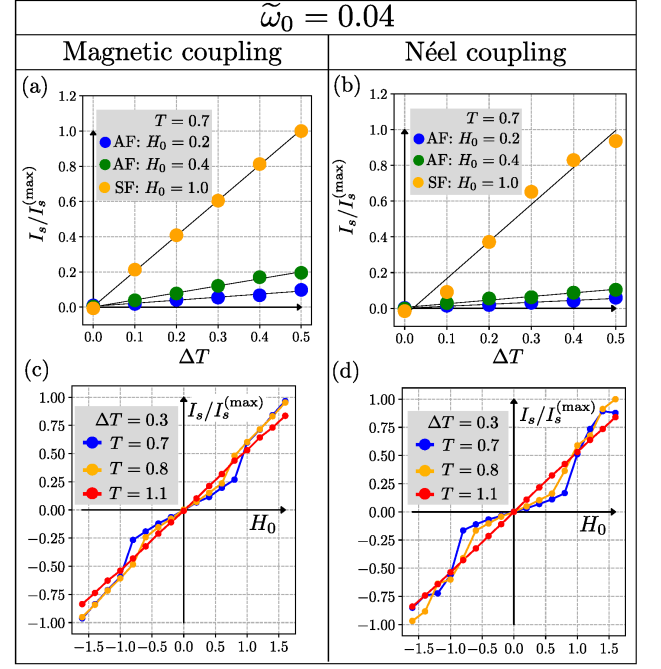 ω̃₀ = 0.04
Magnetic coupling
Néel coupling
(a)
I_s/I_s^(max)
1.2
1.0
0.8
0.6
0.4
0.2
0.0
T = 0.7
AF: H₀ = 0.2
AF: H₀ = 0.4
SF: H₀ = 1.0
0.0 0.1 0.2 0.3 0.4 0.5
ΔT
(b)
I_s/I_s^(max)
1.2
1.0
0.8
0.6
0.4
0.2
0.0
T = 0.7
AF: H₀ = 0.2
AF: H₀ = 0.4
SF: H₀ = 1.0
0.0 0.1 0.2 0.3 0.4 0.5
ΔT
(c)
1.00
0.75
0.50
0.25
0.00
−0.25
−0.50
−0.75
−1.00
I_s/I_s^(max)
ΔT = 0.3
T = 0.7
T = 0.8
T = 1.1
H₀
−1.5 −1.0 −0.5 0.0 0.5 1.0 1.5
(d)
1.00
0.75
0.50
0.25
0.00
−0.25
−0.50
−0.75
−1.00
I_s/I_s^(max)
ΔT = 0.3
T = 0.7
T = 0.8
T = 1.1
H₀
−1.5 −1.0 −0.5 0.0 0.5 1.0 1.5